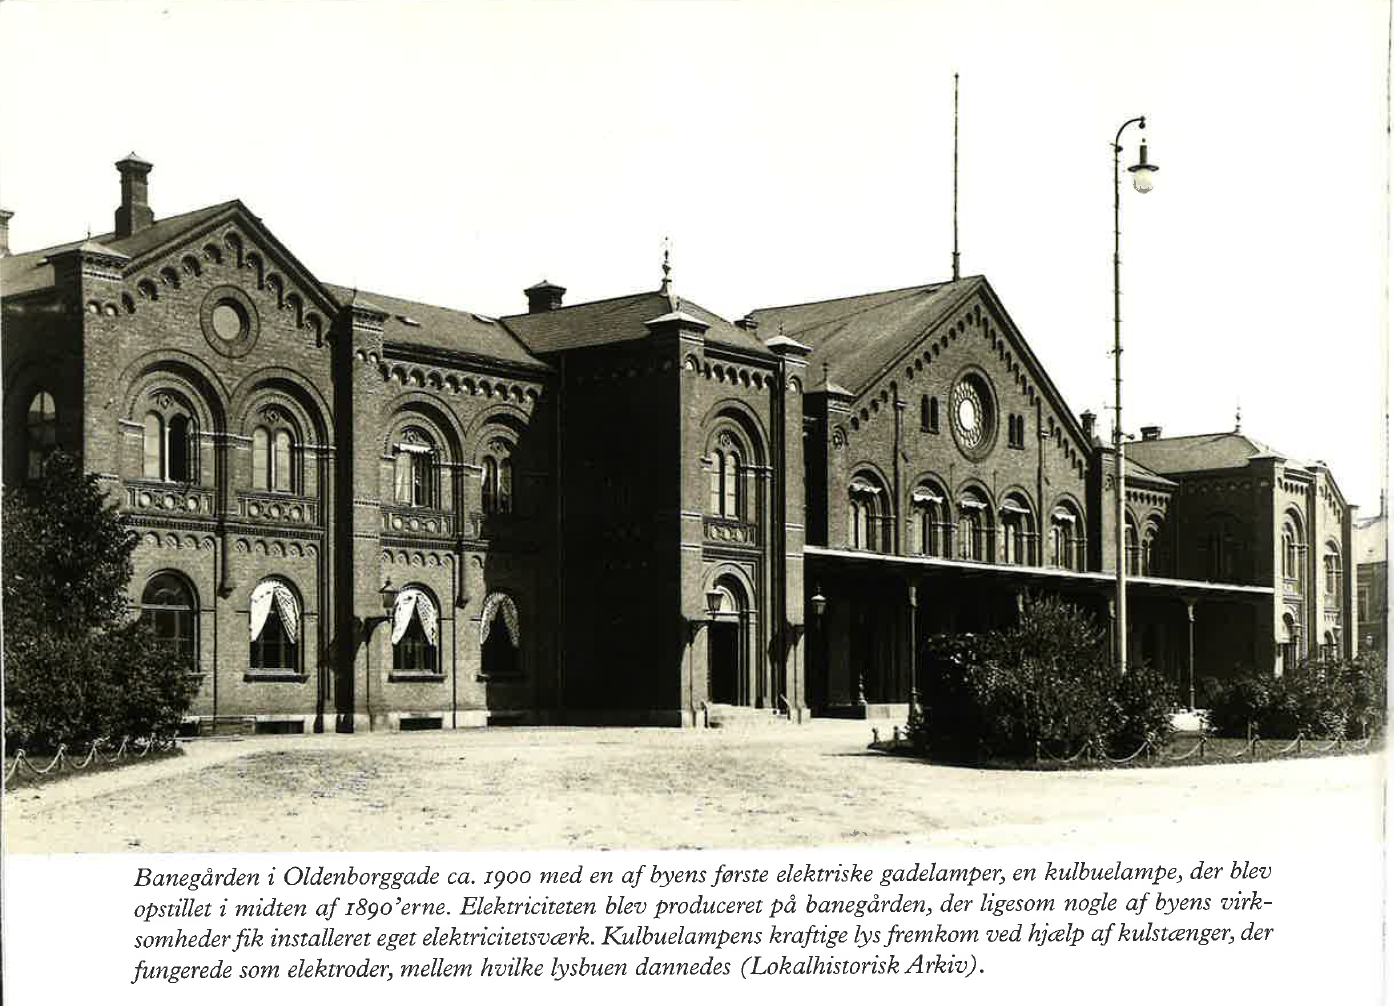 Banegården i Oldenborggade ca. 1900 med en af byens første elektriske gadelamper, en kulbuelampe, der blev
opstillet i midten af 1890'erne. Elektriciteten blev produceret på banegården, der ligesom nogle af byens virk-
somheder fik installeret eget elektricitetsværk. Kulbuelampens kraftige lys fremkom ved hjælp af kulstænger, der
fungerede som elektroder, mellem hvilke lysbuen dannedes (Lokalhistorisk Arkiv).